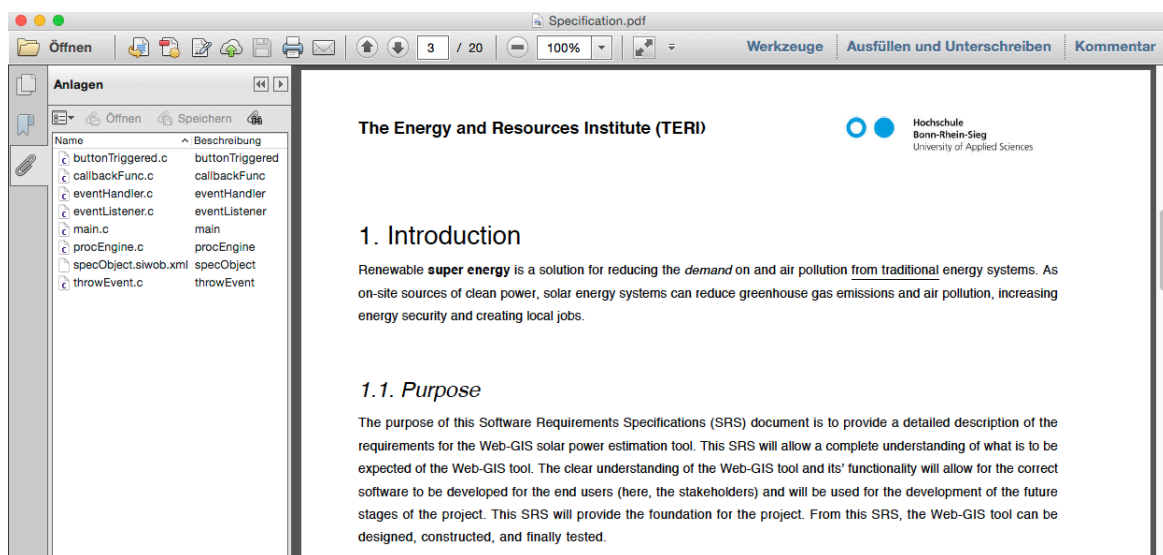 Specification.pdf
Öffnen 3 / 20 100% Werkzeuge Ausfüllen und Unterschreiben Kommentar
Anlagen
Öffnen Speichern
Name Beschreibung
buttonTriggered.c buttonTriggered
callbackFunc.c callbackFunc
eventHandler.c eventHandler
eventListener.c eventListener
main.c main
procEngine.c procEngine
specObject.siwob.xml specObject
throwEvent.c throwEvent
The Energy and Resources Institute (TERI)
Hochschule
Bonn-Rhein-Sieg
University of Applied Sciences
1. Introduction
Renewable super energy is a solution for reducing the demand on and air pollution from traditional energy systems. As
on-site sources of clean power, solar energy systems can reduce greenhouse gas emissions and air pollution, increasing
energy security and creating local jobs.
1.1. Purpose
The purpose of this Software Requirements Specifications (SRS) document is to provide a detailed description of the
requirements for the Web-GIS solar power estimation tool. This SRS will allow a complete understanding of what is to be
expected of the Web-GIS tool. The clear understanding of the Web-GIS tool and its' functionality will allow for the correct
software to be developed for the end users (here, the stakeholders) and will be used for the development of the future
stages of the project. This SRS will provide the foundation for the project. From this SRS, the Web-GIS tool can be
designed, constructed, and finally tested.